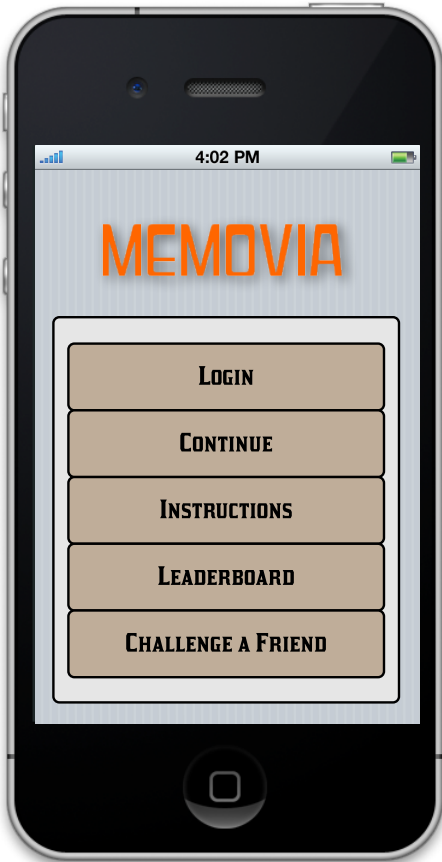 4:02 PM
MEMOVIA
Login
Continue
Instructions
Leaderboard
Challenge a Friend